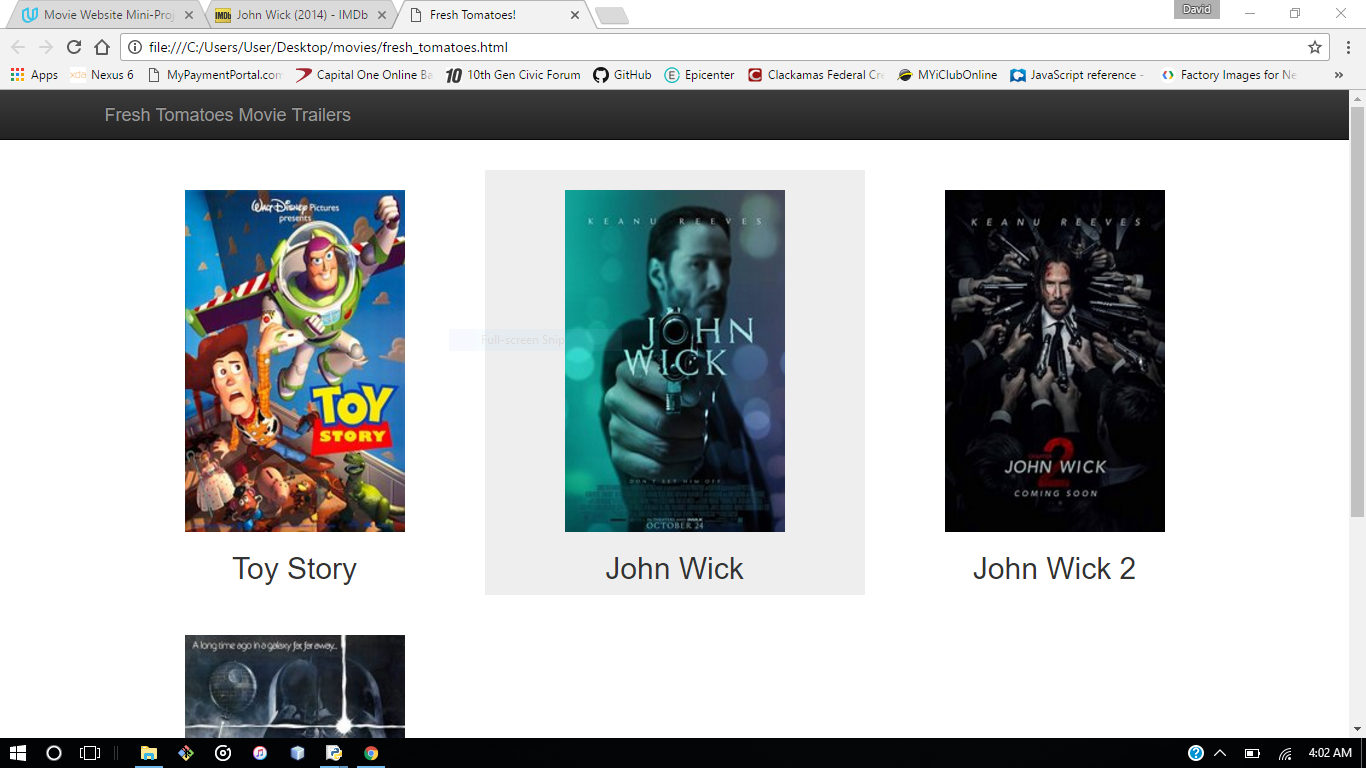 Movie Website Mini-Proj
John Wick (2014) - IMDb
Fresh Tomatoes!
David
file:///C:/Users/User/Desktop/movies/fresh_tomatoes.html
Apps
Nexus 6
MyPaymentPortal.com
Capital One Online Ba
10th Gen Civic Forum
GitHub
Epicenter
Clackamas Federal Cre
MYiClubOnline
JavaScript reference -
Factory Images for Ne
»
Fresh Tomatoes Movie Trailers
WALT DISNEY PICTURES
presents
TOY
STORY
KEANU REEVES
Full-screen Snip
JOHN
WICK
DON'T SET HIM OFF
OCTOBER 24
KEANU REEVES
CHAPTER 2
JOHN WICK
COMING SOON
Toy Story
John Wick
John Wick 2
A long time ago in a galaxy far, far away...
4:02 AM